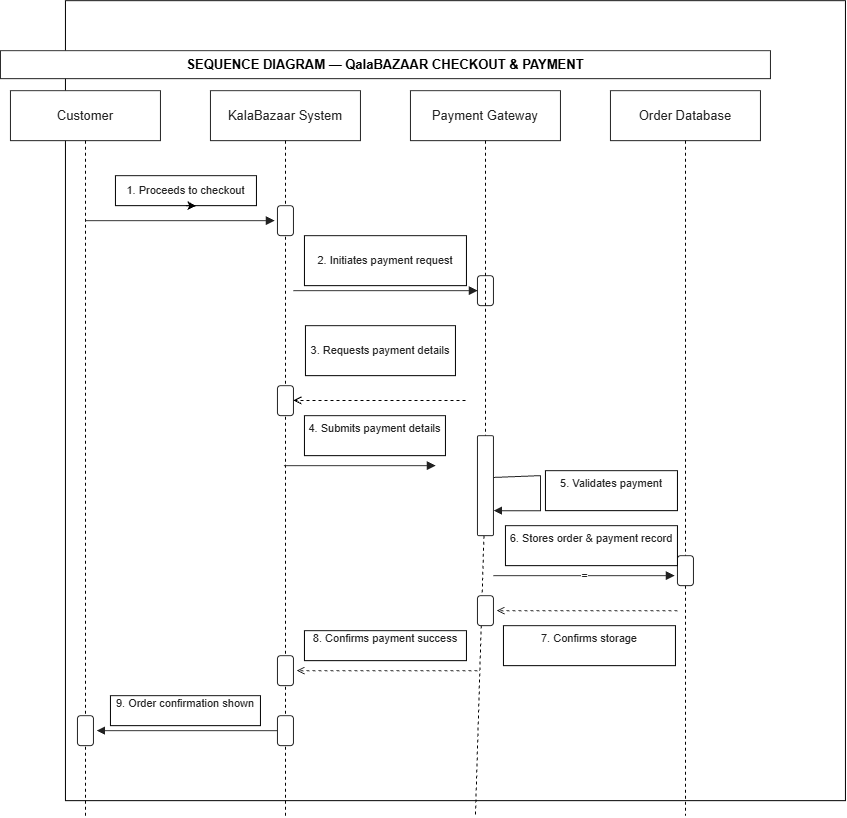 SEQUENCE DIAGRAM — QalaBAZAAR CHECKOUT & PAYMENT
Customer
KalaBazaar System
Payment Gateway
Order Database
1. Proceeds to checkout
2. Initiates payment request
3. Requests payment details
4. Submits payment details
5. Validates payment
6. Stores order & payment record
=
7. Confirms storage
8. Confirms payment success
9. Order confirmation shown